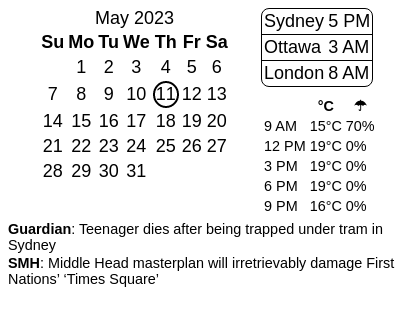 May 2023
Su Mo Tu We Th Fr Sa
1 2 3 4 5 6
7 8 9 10 11 12 13
14 15 16 17 18 19 20
21 22 23 24 25 26 27
28 29 30 31
Sydney 5 PM
Ottawa 3 AM
London 8 AM
°C ☂
9 AM 15°C 70%
12 PM 19°C 0%
3 PM 19°C 0%
6 PM 19°C 0%
9 PM 16°C 0%
Guardian: Teenager dies after being trapped under tram in
Sydney
SMH: Middle Head masterplan will irretrievably damage First
Nations’ ‘Times Square’